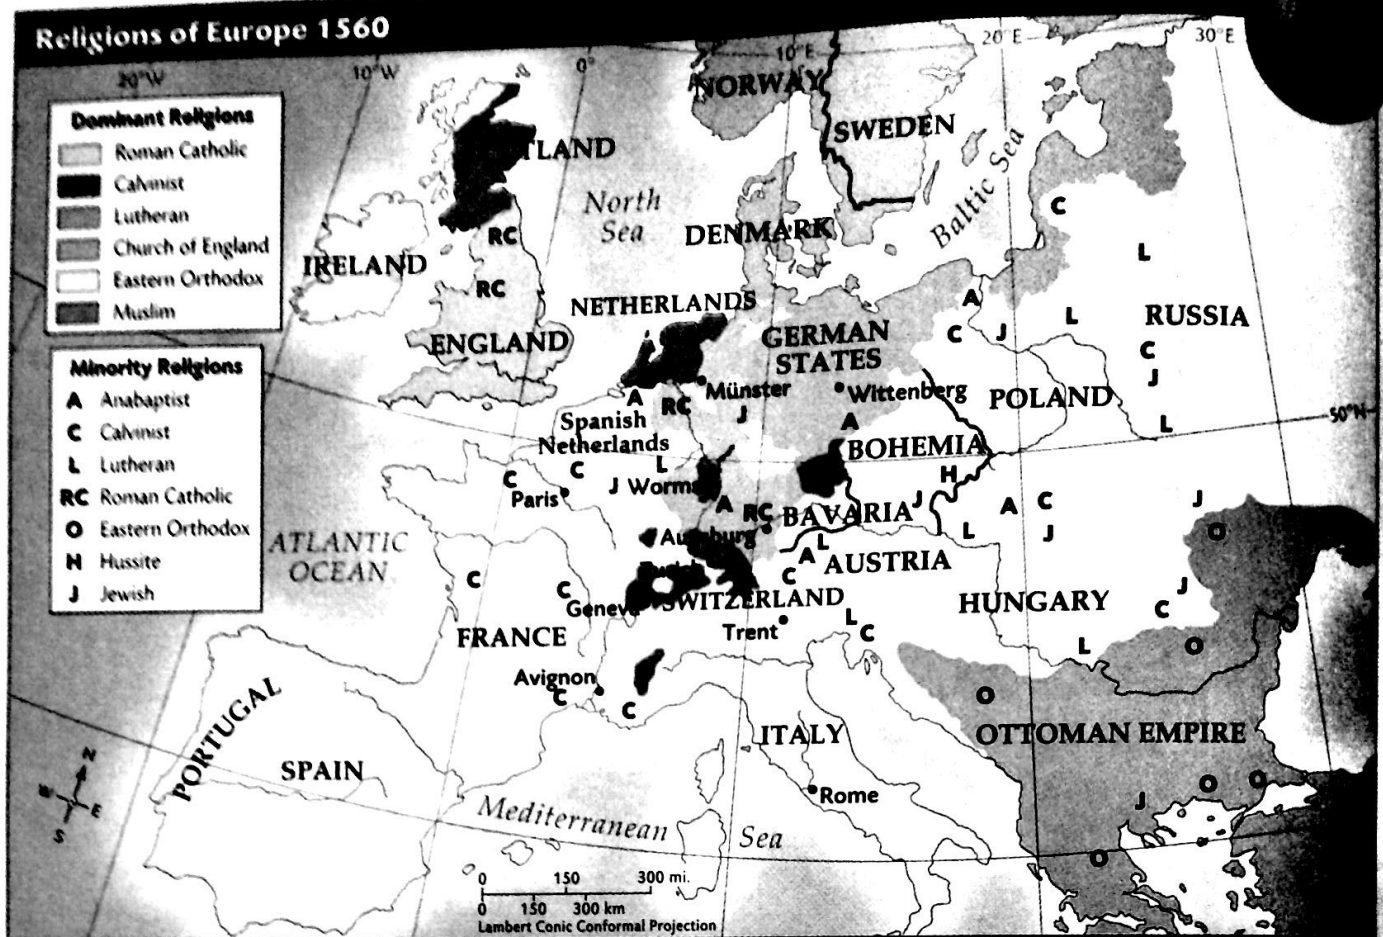 Religions of Europe 1560
20°W
10°W
0°
10°E
20°E
30°E
Dominant Religions
Roman Catholic
Calvinist
Lutheran
Church of England
Eastern Orthodox
Muslim
Minority Religions
A Anabaptist
C Calvinist
L Lutheran
RC Roman Catholic
O Eastern Orthodox
H Hussite
J Jewish
NORWAY
SWEDEN
TLAND
North
Sea
Baltic Sea
DENMARK
C
L
RC
IRELAND
RC
NETHERLANDS
A
ENGLAND
GERMAN
STATES
C
J
L
RUSSIA
C
J
Münster
Wittenberg
POLAND
50°N
A
RC
J
A
L
Spanish
Netherlands
BOHEMIA
C
C
L
H
Paris
J
Worms
A
RC
BAVARIA
J
A
C
J
J
L
O
ATLANTIC
OCEAN
Augsburg
L
A
AUSTRIA
C
C
C
Geneva
SWITZERLAND
HUNGARY
J
C
FRANCE
Trent
L
C
L
O
Avignon
C
C
O
PORTUGAL
SPAIN
ITALY
OTTOMAN EMPIRE
Rome
J
O
O
O
Mediterranean Sea
N
W
E
S
0 150 300 mi.
0 150 300 km
Lambert Conic Conformal Projection